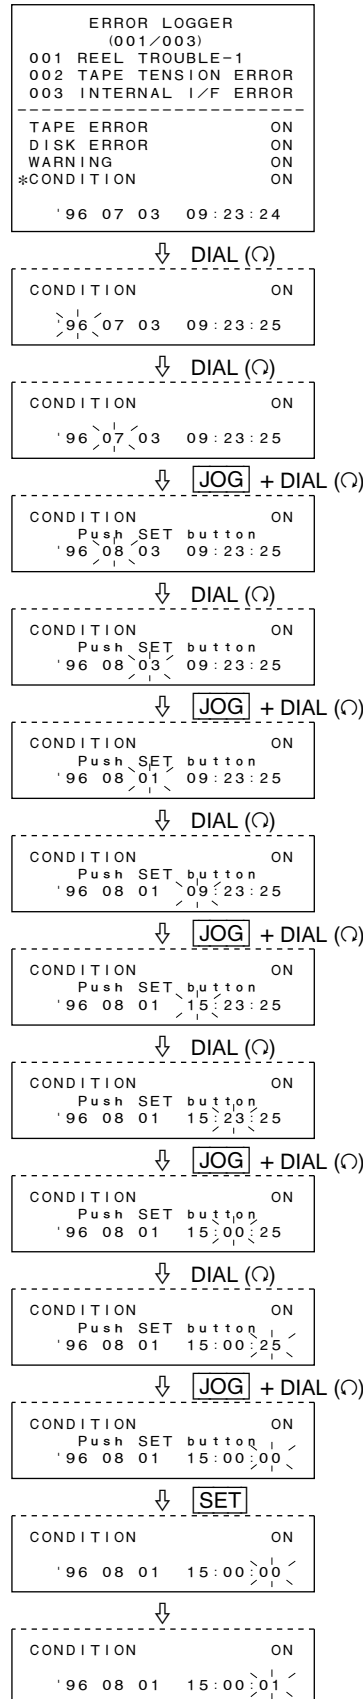 ERROR LOGGER
(001/003)
001 REEL TROUBLE-1
002 TAPE TENSION ERROR
003 INTERNAL I/F ERROR
TAPE ERROR ON
DISK ERROR ON
WARNING ON
*CONDITION ON
'96 07 03 09:23:24
⇩ DIAL (↻)
CONDITION ON
'96 07 03 09:23:25
⇩ DIAL (↻)
CONDITION ON
'96 07 03 09:23:25
⇩ JOG + DIAL (↻)
CONDITION ON
Push SET button
'96 08 03 09:23:25
⇩ DIAL (↻)
CONDITION ON
Push SET button
'96 08 03 09:23:25
⇩ JOG + DIAL (↺)
CONDITION ON
Push SET button
'96 08 01 09:23:25
⇩ DIAL (↻)
CONDITION ON
Push SET button
'96 08 01 09:23:25
⇩ JOG + DIAL (↻)
CONDITION ON
Push SET button
'96 08 01 15:23:25
⇩ DIAL (↻)
CONDITION ON
Push SET button
'96 08 01 15:23:25
⇩ JOG + DIAL (↺)
CONDITION ON
Push SET button
'96 08 01 15:00:25
⇩ DIAL (↻)
CONDITION ON
Push SET button
'96 08 01 15:00:25
⇩ JOG + DIAL (↺)
CONDITION ON
Push SET button
'96 08 01 15:00:00
⇩ SET
CONDITION ON
'96 08 01 15:00:00
⇩
CONDITION ON
'96 08 01 15:00:01